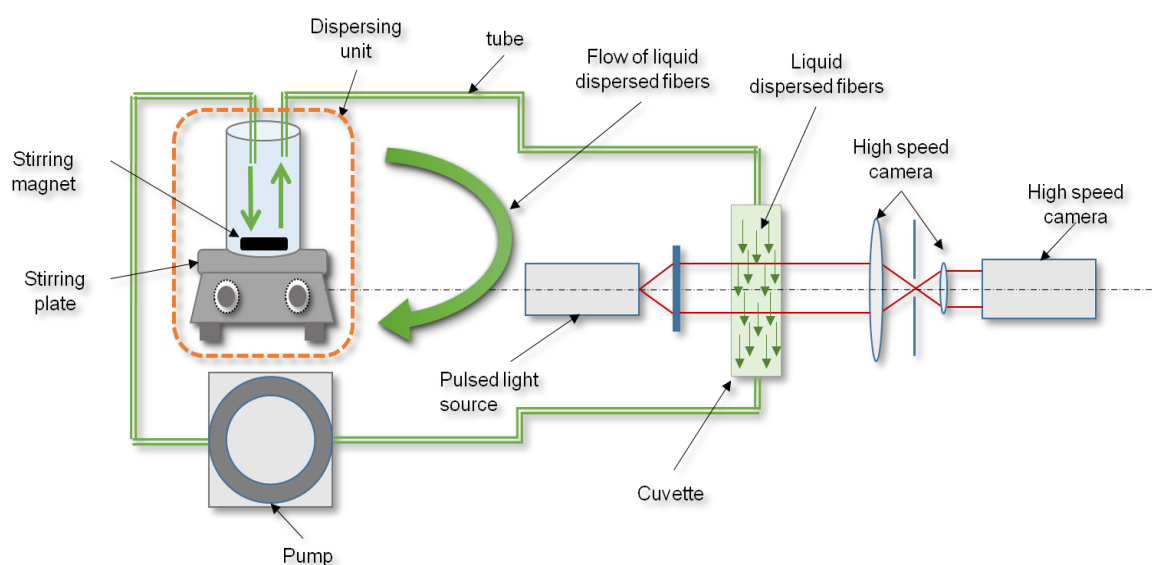 Dispersing
unit
tube
Flow of liquid
dispersed fibers
Liquid
dispersed fibers
High speed
camera
High speed
camera
Stirring
magnet
Stirring
plate
Pulsed light
source
Cuvette
Pump